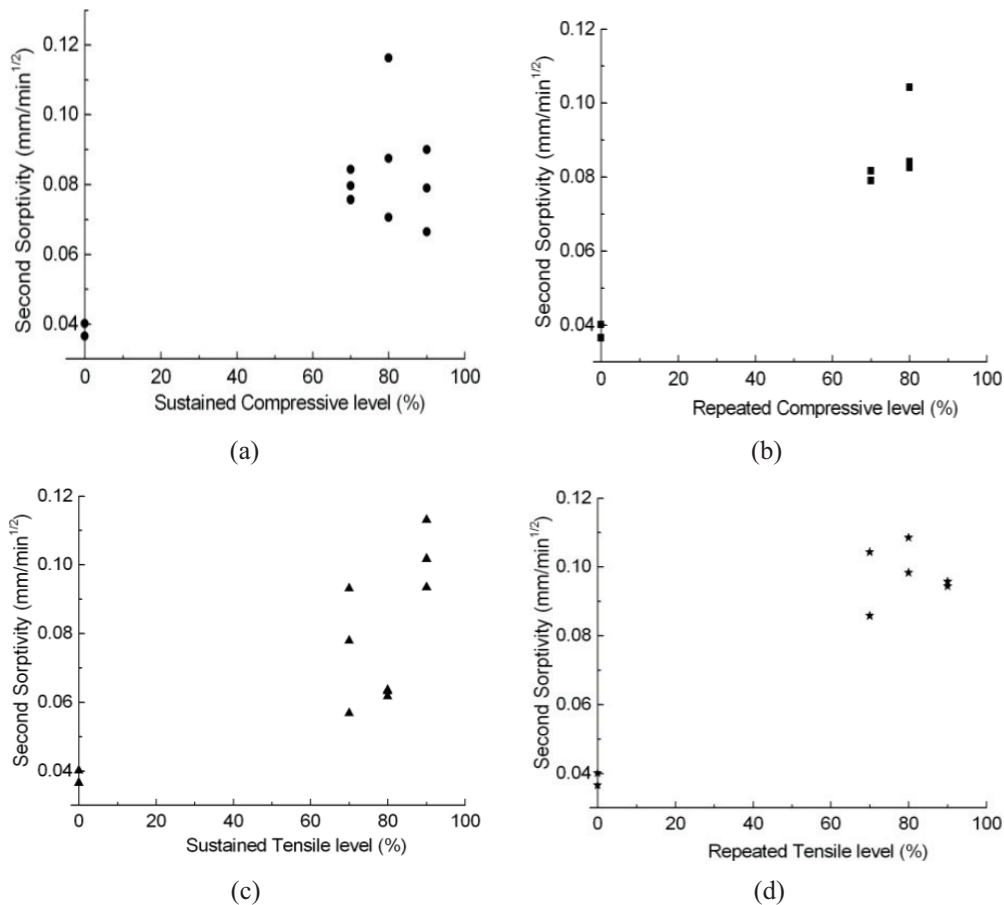 0.12
0.10
0.08
0.06
0.04
0 20 40 60 80 100
Second Sorptivity (mm/min1/2)
Sustained Compressive level (%)
(a)
0.12
0.10
0.08
0.06
0.04
0 20 40 60 80 100
Second Sorptivity (mm/min1/2)
Repeated Compressive level (%)
(b)
0.12
0.10
0.08
0.06
0.04
0 20 40 60 80 100
Second Sorptivity (mm/min1/2)
Sustained Tensile level (%)
(c)
0.12
0.10
0.08
0.06
0.04
0 20 40 60 80 100
Second Sorptivity (mm/min1/2)
Repeated Tensile level (%)
(d)